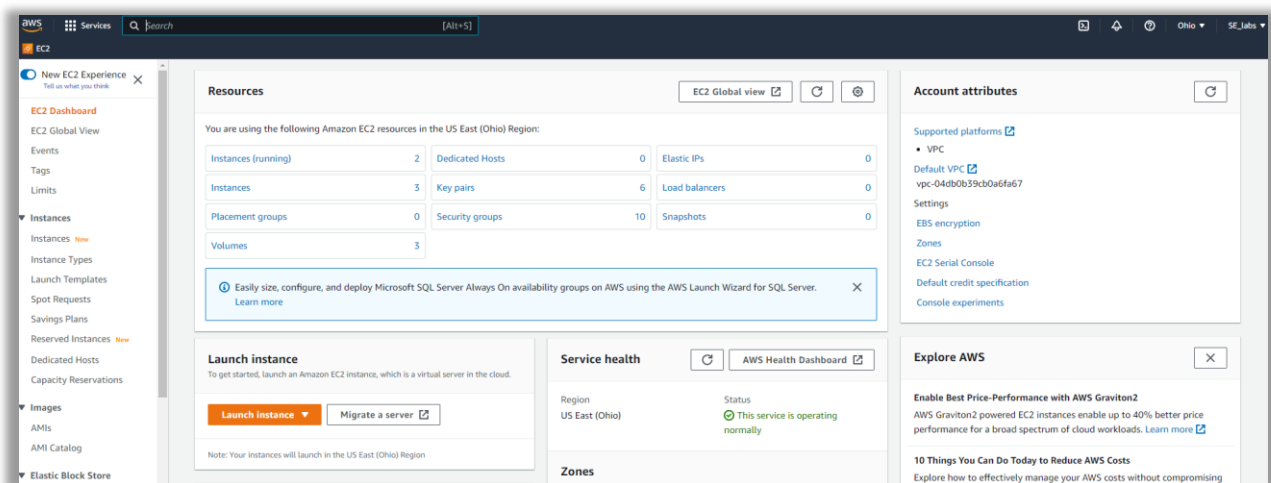 aws
Services
Search
[Alt+S]
Ohio ▼
SE_labs ▼
EC2
New EC2 Experience
Tell us what you think
EC2 Dashboard
EC2 Global View
Events
Tags
Limits
Instances
Instances New
Instance Types
Launch Templates
Spot Requests
Savings Plans
Reserved Instances New
Dedicated Hosts
Capacity Reservations
Images
AMIs
AMI Catalog
Elastic Block Store
Resources
EC2 Global view
You are using the following Amazon EC2 resources in the US East (Ohio) Region:
Instances (running) 2
Dedicated Hosts 0
Elastic IPs 0
Instances 3
Key pairs 6
Load balancers 0
Placement groups 0
Security groups 10
Snapshots 0
Volumes 3
Easily size, configure, and deploy Microsoft SQL Server Always On availability groups on AWS using the AWS Launch Wizard for SQL Server.
Learn more
Launch instance
To get started, launch an Amazon EC2 instance, which is a virtual server in the cloud.
Launch instance ▼
Migrate a server
Note: Your instances will launch in the US East (Ohio) Region
Service health
AWS Health Dashboard
Region
US East (Ohio)
Status
This service is operating
normally
Zones
Account attributes
Supported platforms
• VPC
Default VPC
vpc-04db0b39cb0a6fa67
Settings
EBS encryption
Zones
EC2 Serial Console
Default credit specification
Console experiments
Explore AWS
Enable Best Price-Performance with AWS Graviton2
AWS Graviton2 powered EC2 instances enable up to 40% better price
performance for a broad spectrum of cloud workloads. Learn more
10 Things You Can Do Today to Reduce AWS Costs
Explore how to effectively manage your AWS costs without compromising